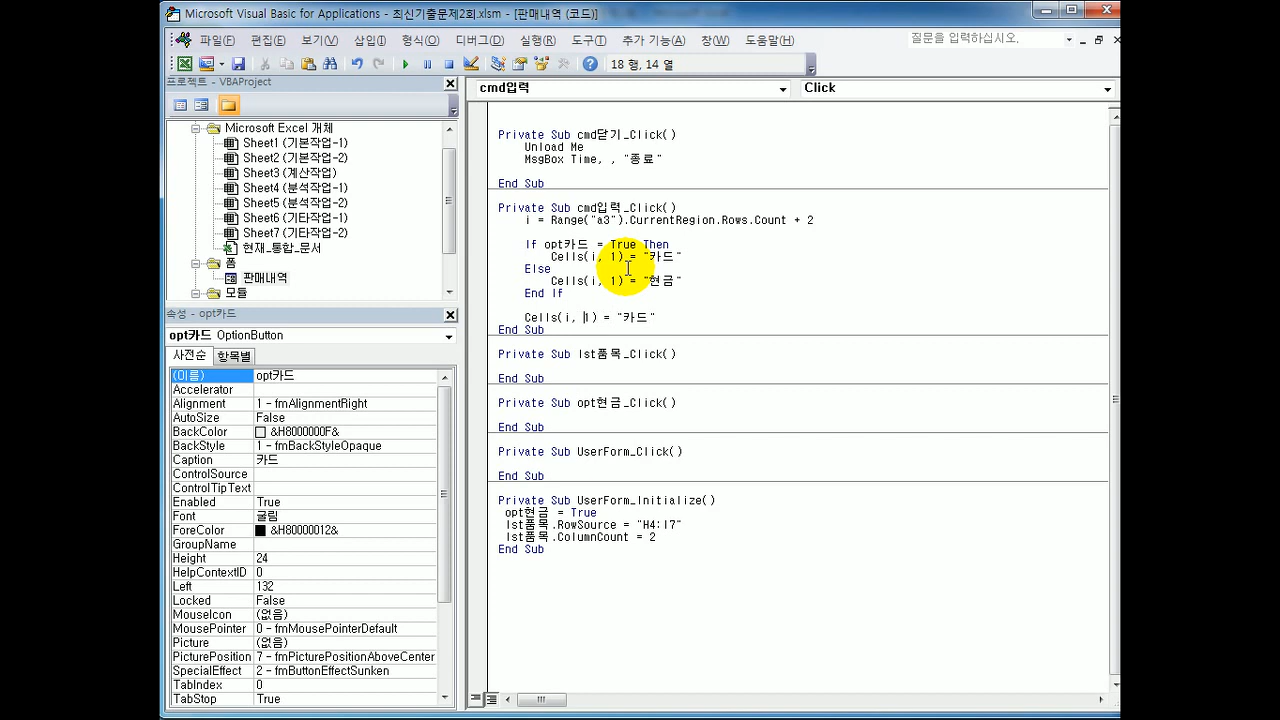 Microsoft Visual Basic for Applications - 최신기출문제2회.xlsm - [판매내역 (코드)]
파일(F) 편집(E) 보기(V) 삽입(I) 형식(O) 디버그(D) 실행(R) 도구(T) 추가 기능(A) 창(W) 도움말(H) 질문을 입력하십시오.
18 행, 14 열
프로젝트 - VBAProject
Microsoft Excel 개체
Sheet1 (기본작업-1)
Sheet2 (기본작업-2)
Sheet3 (계산작업)
Sheet4 (분석작업-1)
Sheet5 (분석작업-2)
Sheet6 (기타작업-1)
Sheet7 (기타작업-2)
현재_통합_문서
폼
판매내역
모듈
속성 - opt카드
opt카드 OptionButton
사전순 항목별
(이름) opt카드
Accelerator
Alignment 1 - fmAlignmentRight
AutoSize False
BackColor &H8000000F&
BackStyle 1 - fmBackStyleOpaque
Caption 카드
ControlSource
ControlTipText
Enabled True
Font 굴림
ForeColor &H80000012&
GroupName
Height 24
HelpContextID 0
Left 132
Locked False
MouseIcon (없음)
MousePointer 0 - fmMousePointerDefault
Picture (없음)
PicturePosition 7 - fmPicturePositionAboveCenter
SpecialEffect 2 - fmButtonEffectSunken
TabIndex 0
TabStop True
cmd입력 Click
Private Sub cmd닫기_Click()
Unload Me
MsgBox Time, , "종료"
End Sub
Private Sub cmd입력_Click()
i = Range("a3").CurrentRegion.Rows.Count + 2
If opt카드 = True Then
Cells(i, 1) = "카드"
Else
Cells(i, 1) = "현금"
End If
Cells(i, 1) = "카드"
End Sub
Private Sub lst품목_Click()
End Sub
Private Sub opt현금_Click()
End Sub
Private Sub UserForm_Click()
End Sub
Private Sub UserForm_Initialize()
opt현금 = True
lst품목.RowSource = "H4:I7"
lst품목.ColumnCount = 2
End Sub